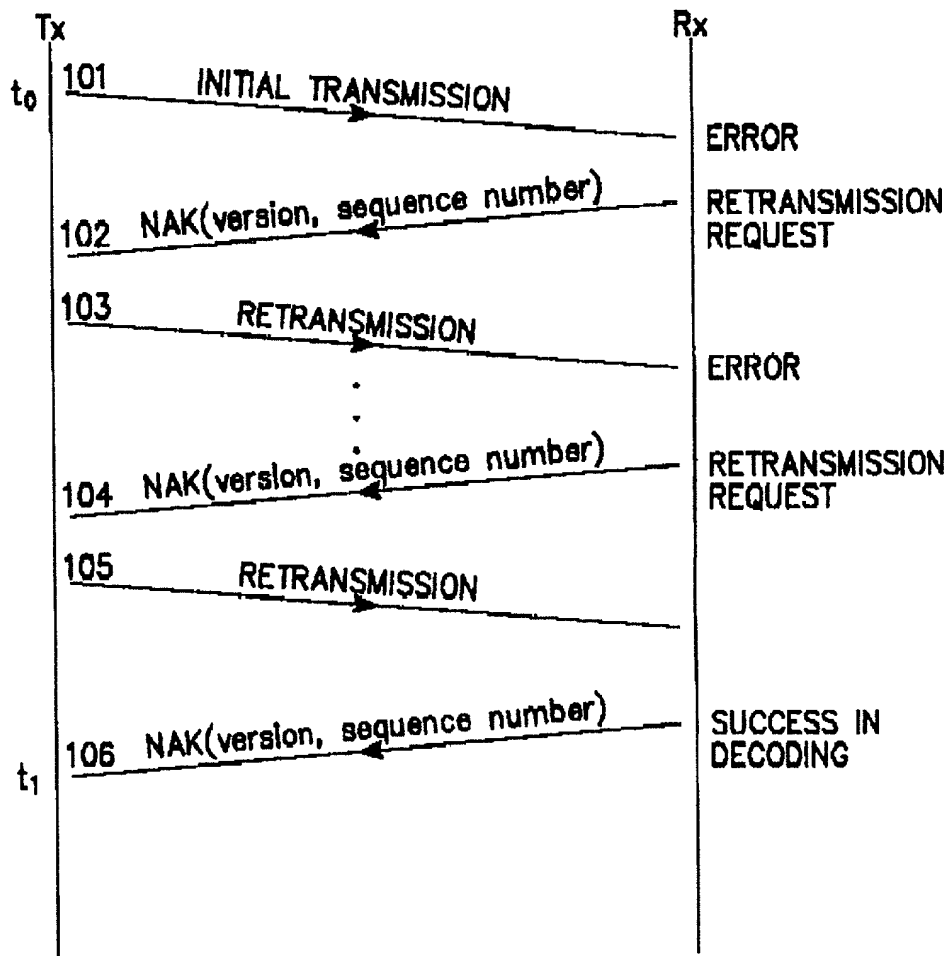 Tx
Rx
t0
101
INITIAL TRANSMISSION
ERROR
102
NAK(version, sequence number)
RETRANSMISSION
REQUEST
103
RETRANSMISSION
ERROR
104
NAK(version, sequence number)
RETRANSMISSION
REQUEST
105
RETRANSMISSION
106
NAK(version, sequence number)
SUCCESS IN
DECODING
t1